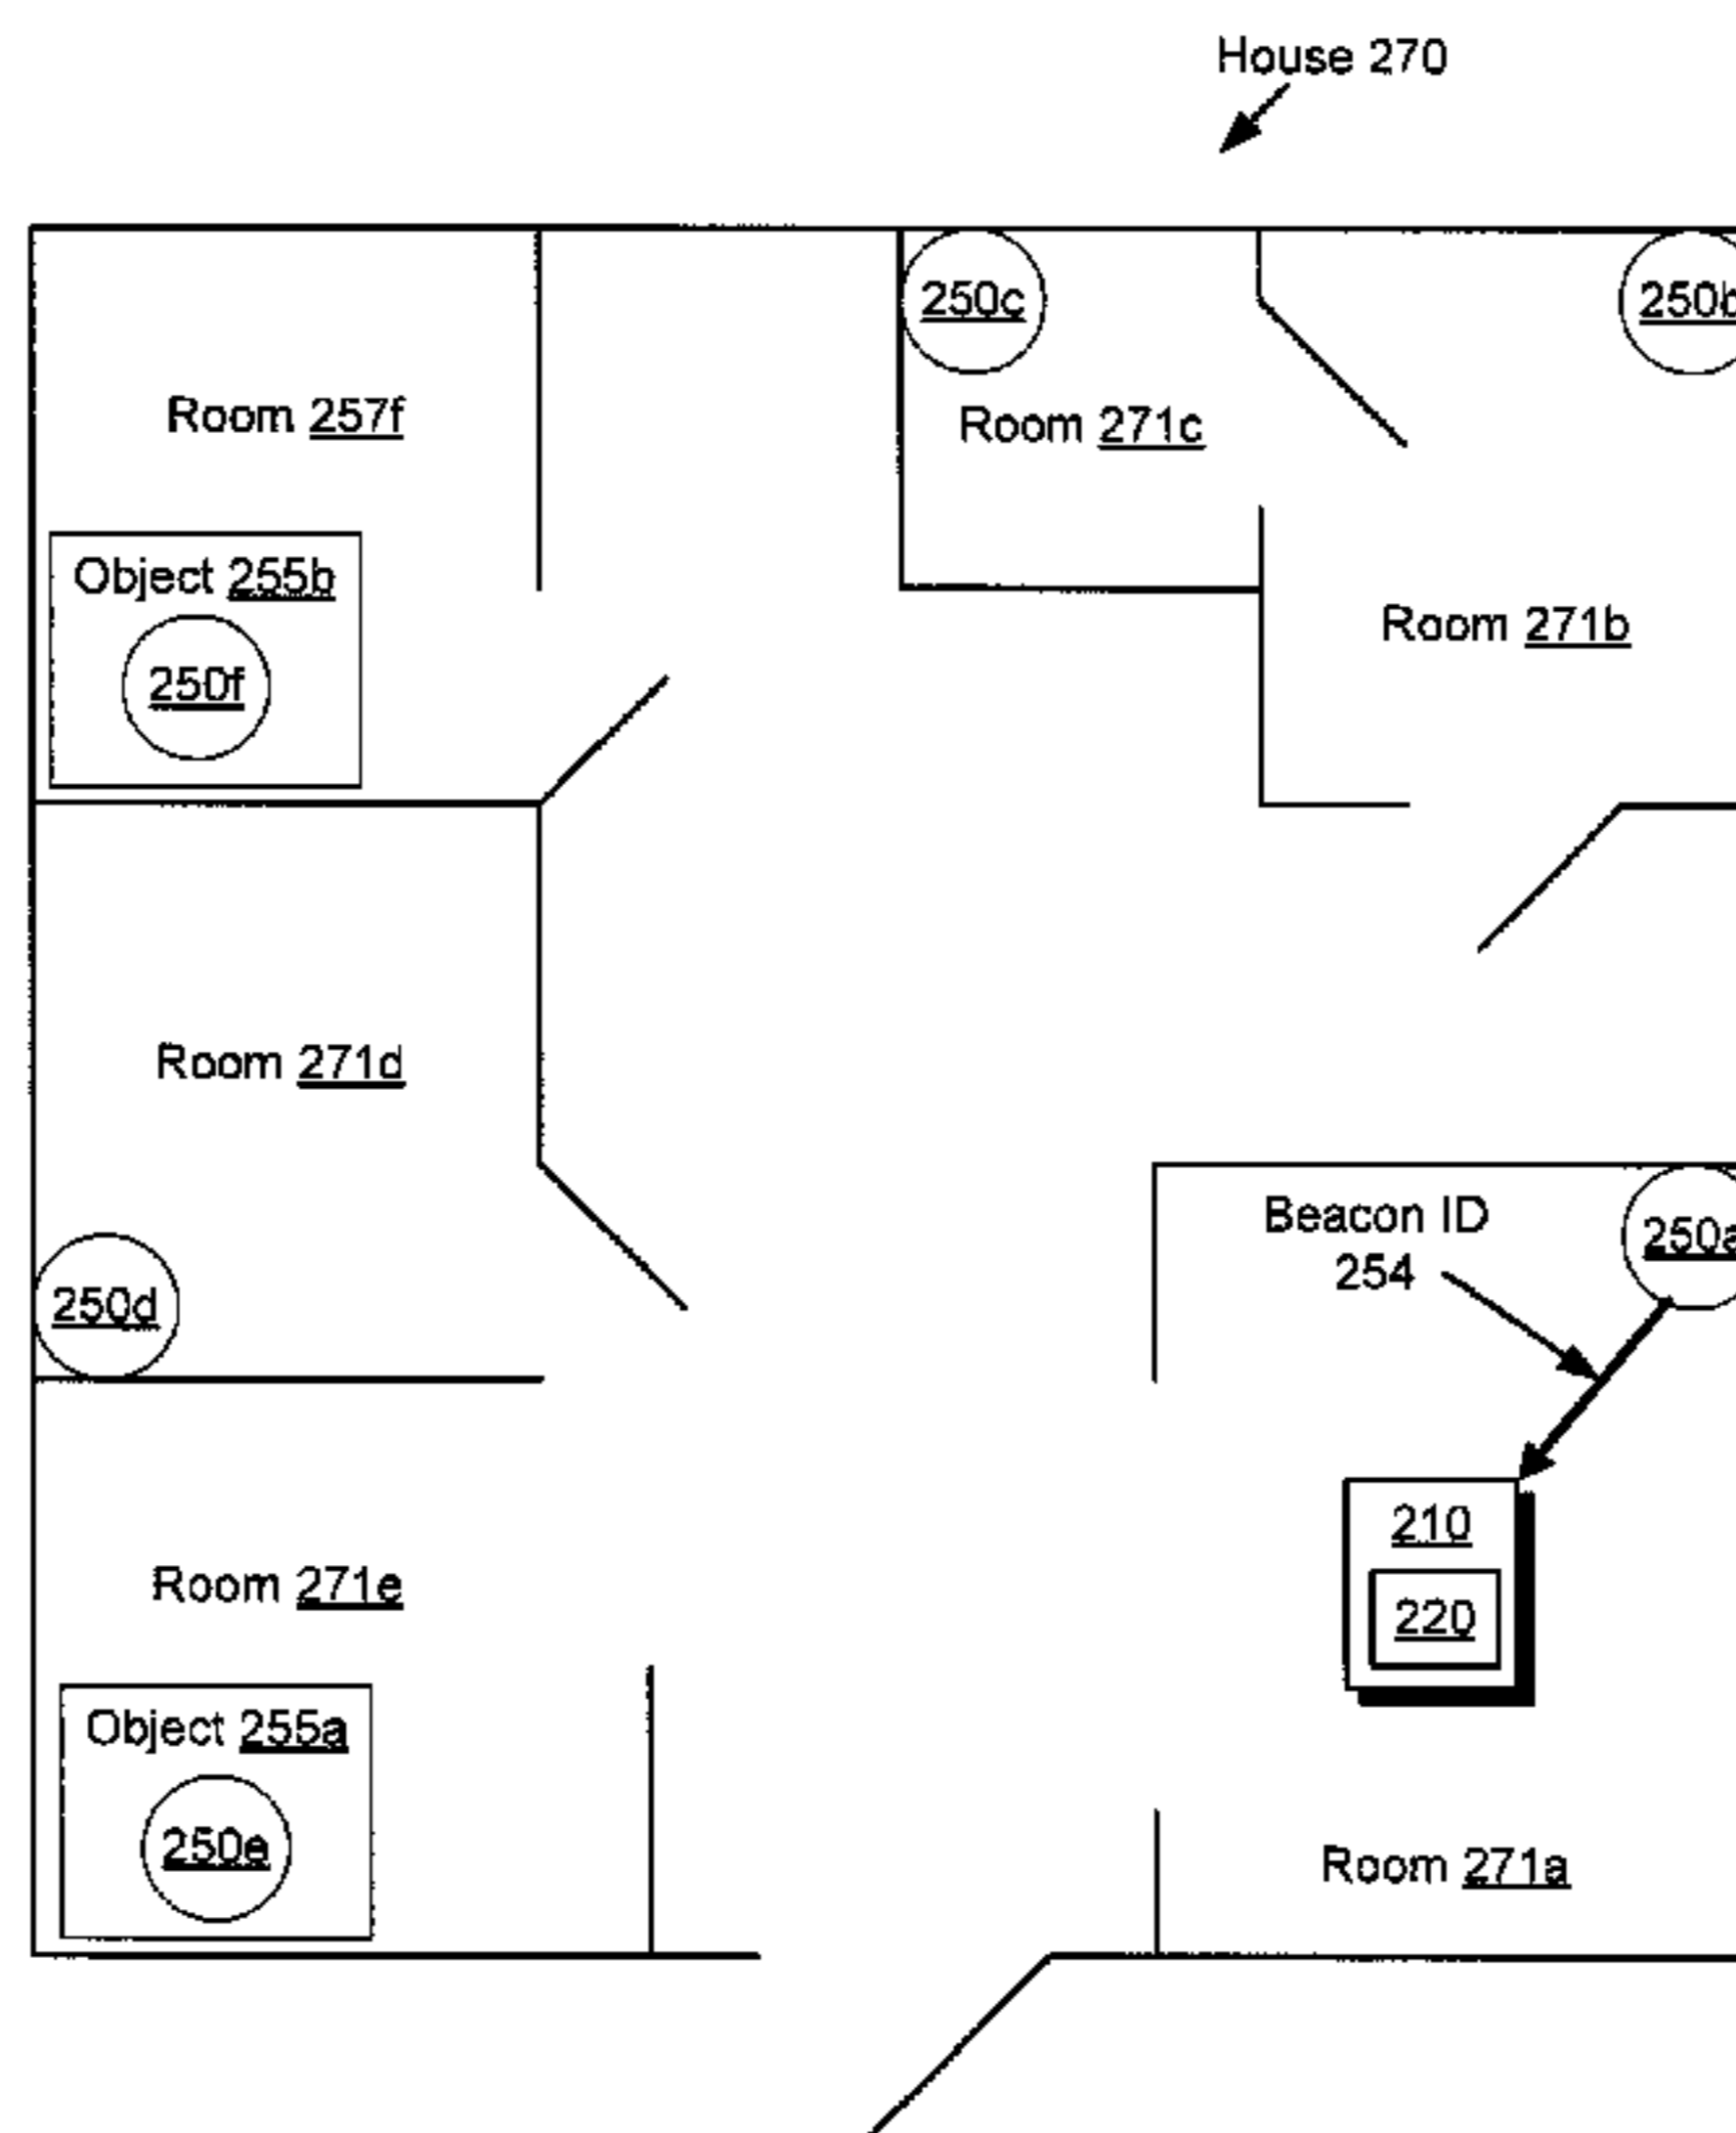 House 270
250c
250b
Room 257f
Room 271c
Object 255b
Room 271b
250f
Room 271d
Beacon ID
254
250a
250d
210
Room 271e
220
Object 255a
250e
Room 271a